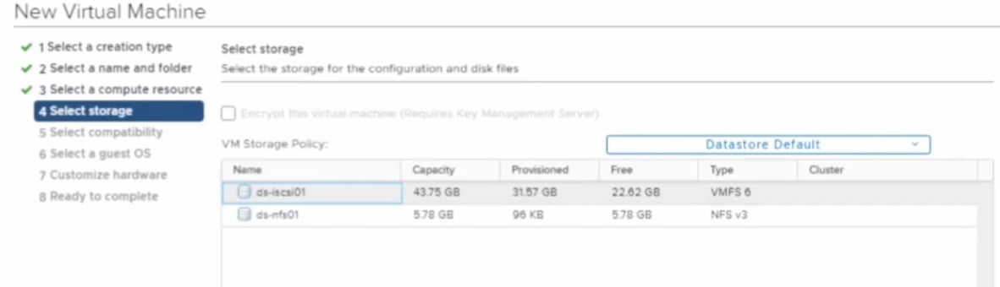 New Virtual Machine
1 Select a creation type
2 Select a name and folder
3 Select a compute resource
4 Select storage
5 Select compatibility
6 Select a guest OS
7 Customize hardware
8 Ready to complete
Select storage
Select the storage for the configuration and disk files
Encrypt this virtual machine (Requires Key Management Server)
VM Storage Policy: Datastore Default
Name Capacity Provisioned Free Type Cluster
ds-iscsi01 43.75 GB 31.57 GB 22.62 GB VMFS 6
ds-nfs01 5.78 GB 96 KB 5.78 GB NFS v3